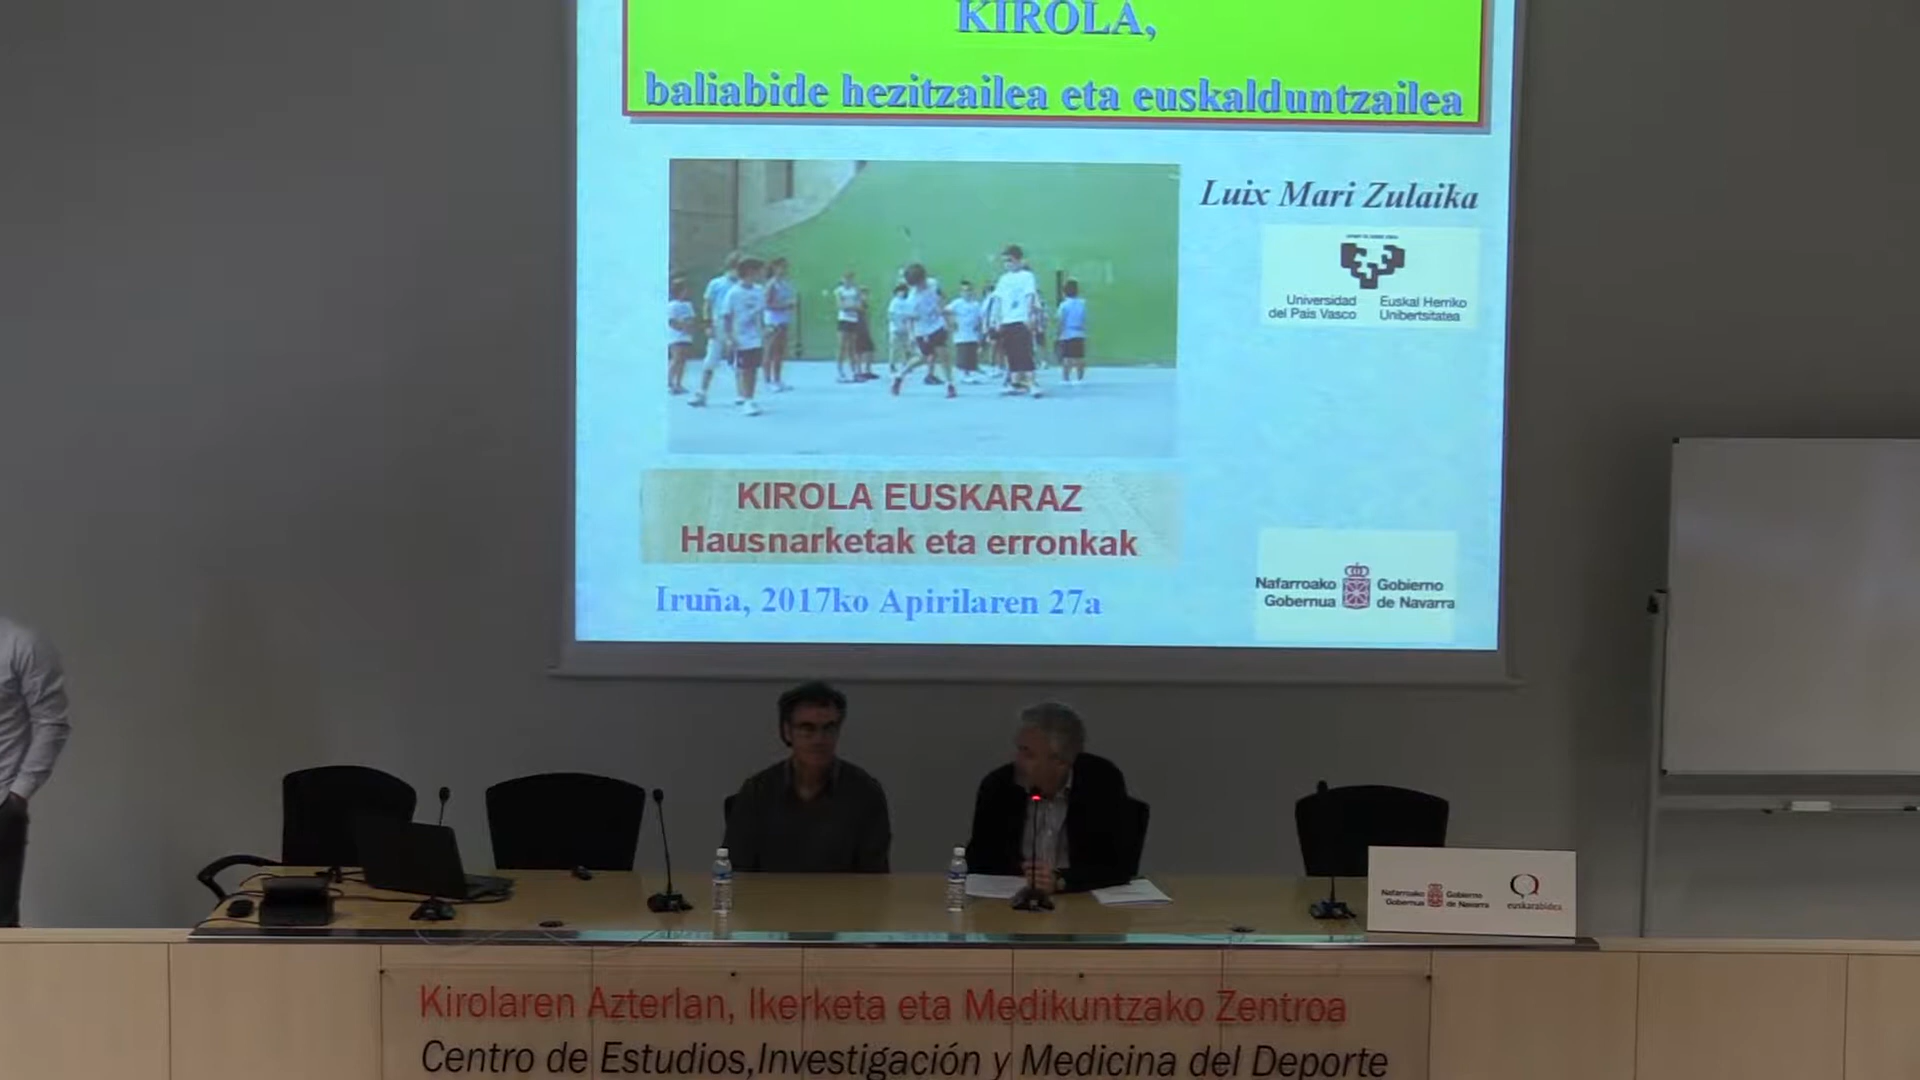 KIROLA,
baliabide hezitzailea eta euskalduntzailea
Luix Mari Zulaika
Universidad
del País Vasco
Euskal Herriko
Unibertsitatea
KIROLA EUSKARAZ
Hausnarketak eta erronkak
Iruña, 2017ko Apirilaren 27a
Nafarroako
Gobernua
Gobierno
de Navarra
Nafarroako
Gobernua
Gobierno
de Navarra
euskarabidea
Kirolaren Azterlan, Ikerketa eta Medikuntzako Zentroa
Centro de Estudios,Investigación y Medicina del Deporte